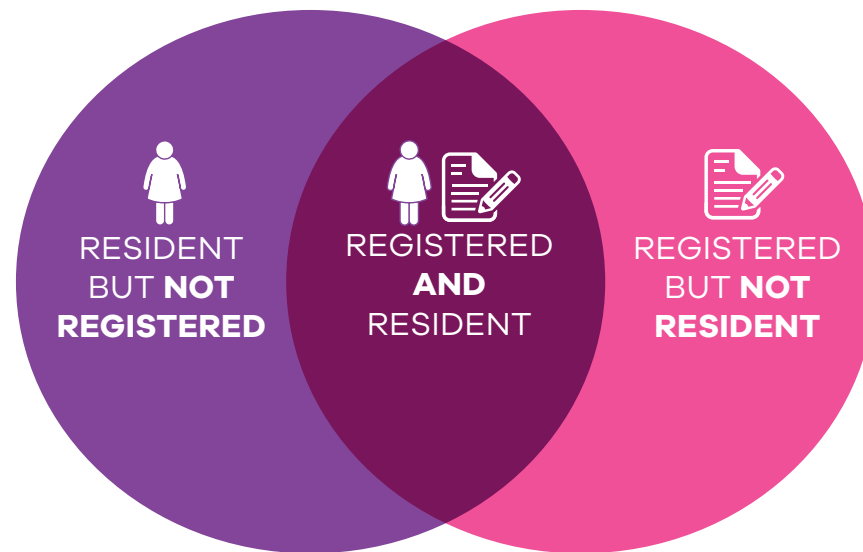 RESIDENT
BUT NOT
REGISTERED
REGISTERED
AND
RESIDENT
REGISTERED
BUT NOT
RESIDENT